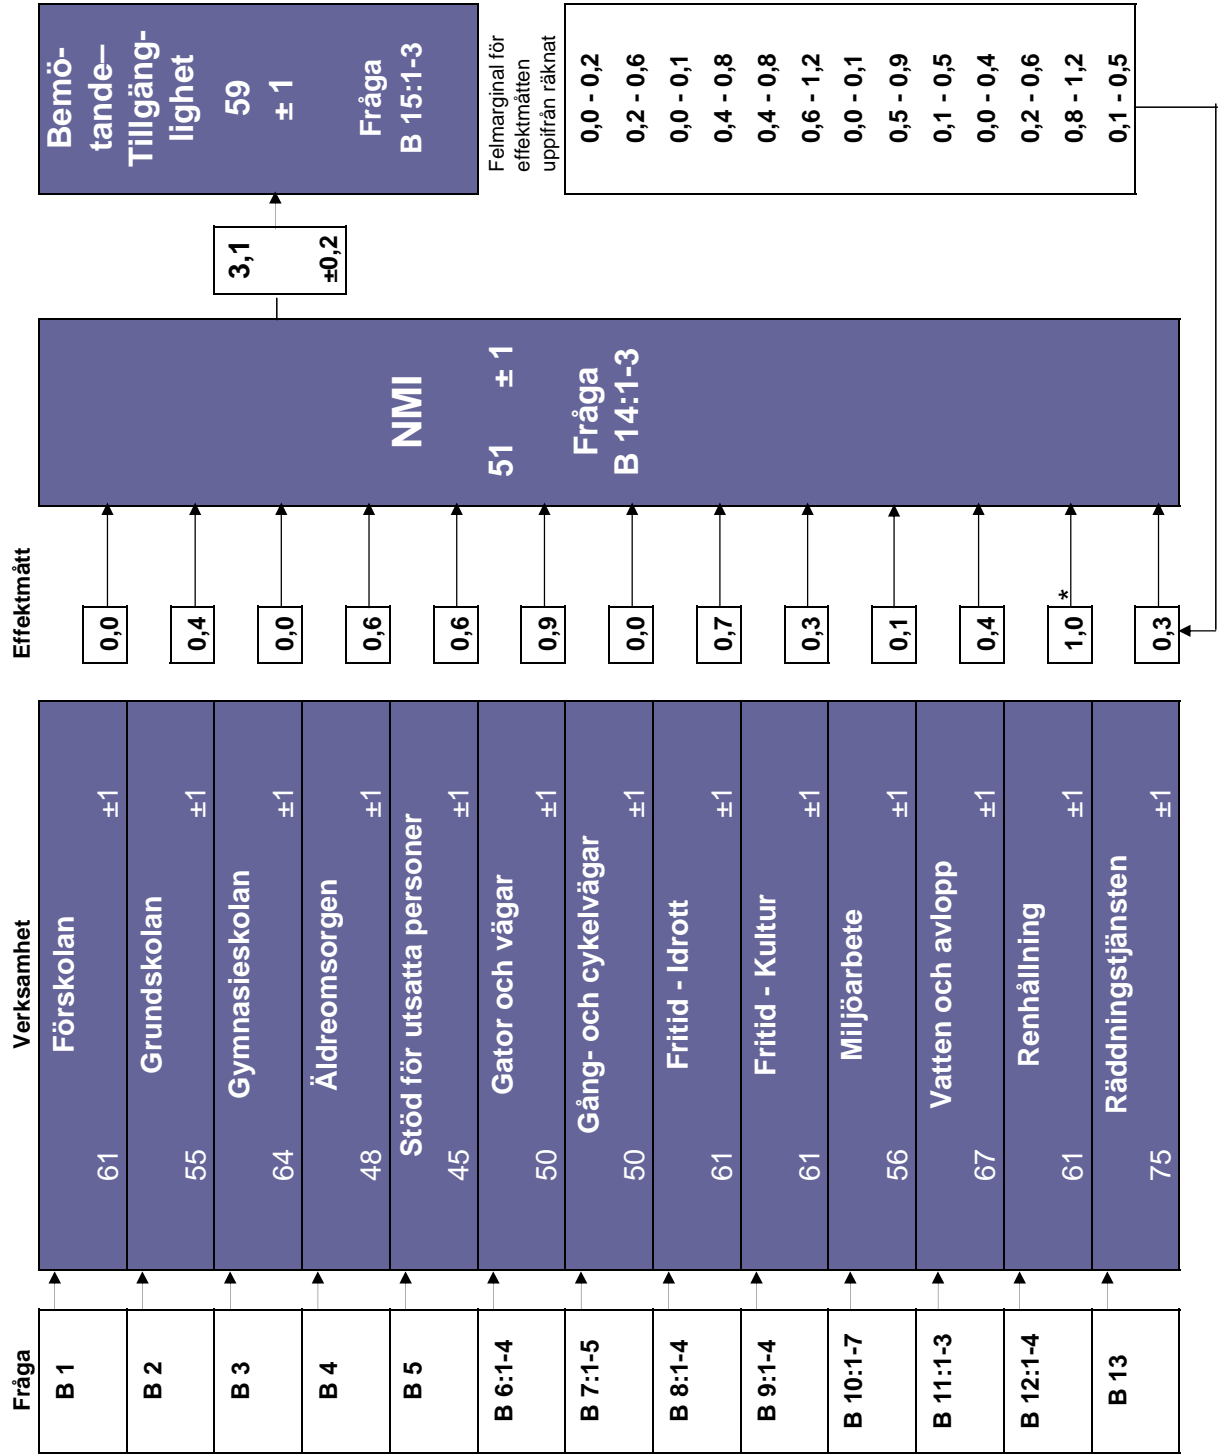 Fråga
Verksamhet
Effektmått
B 1
Förskolan
61 ±1
0,0
B 2
Grundskolan
55 ±1
0,4
B 3
Gymnasieskolan
64 ±1
0,0
B 4
Äldreomsorgen
48 ±1
0,6
B 5
Stöd för utsatta personer
45 ±1
0,6
B 6:1-4
Gator och vägar
50 ±1
0,9
B 7:1-5
Gång- och cykelvägar
50 ±1
0,0
B 8:1-4
Fritid - Idrott
61 ±1
0,7
B 9:1-4
Fritid - Kultur
61 ±1
0,3
B 10:1-7
Miljöarbete
56 ±1
0,1
B 11:1-3
Vatten och avlopp
67 ±1
0,4
B 12:1-4
Renhållning
61 ±1
1,0 *
B 13
Räddningstjänsten
75 ±1
0,3
NMI
51 ± 1
Fråga
B 14:1-3
3,1
±0,2
Bemö-
tande–
Tillgäng-
lighet
59
± 1
Fråga
B 15:1-3
Felmarginal för
effektmåtten
uppifrån räknat
0,0 - 0,2
0,2 - 0,6
0,0 - 0,1
0,4 - 0,8
0,4 - 0,8
0,6 - 1,2
0,0 - 0,1
0,5 - 0,9
0,1 - 0,5
0,0 - 0,4
0,2 - 0,6
0,8 - 1,2
0,1 - 0,5